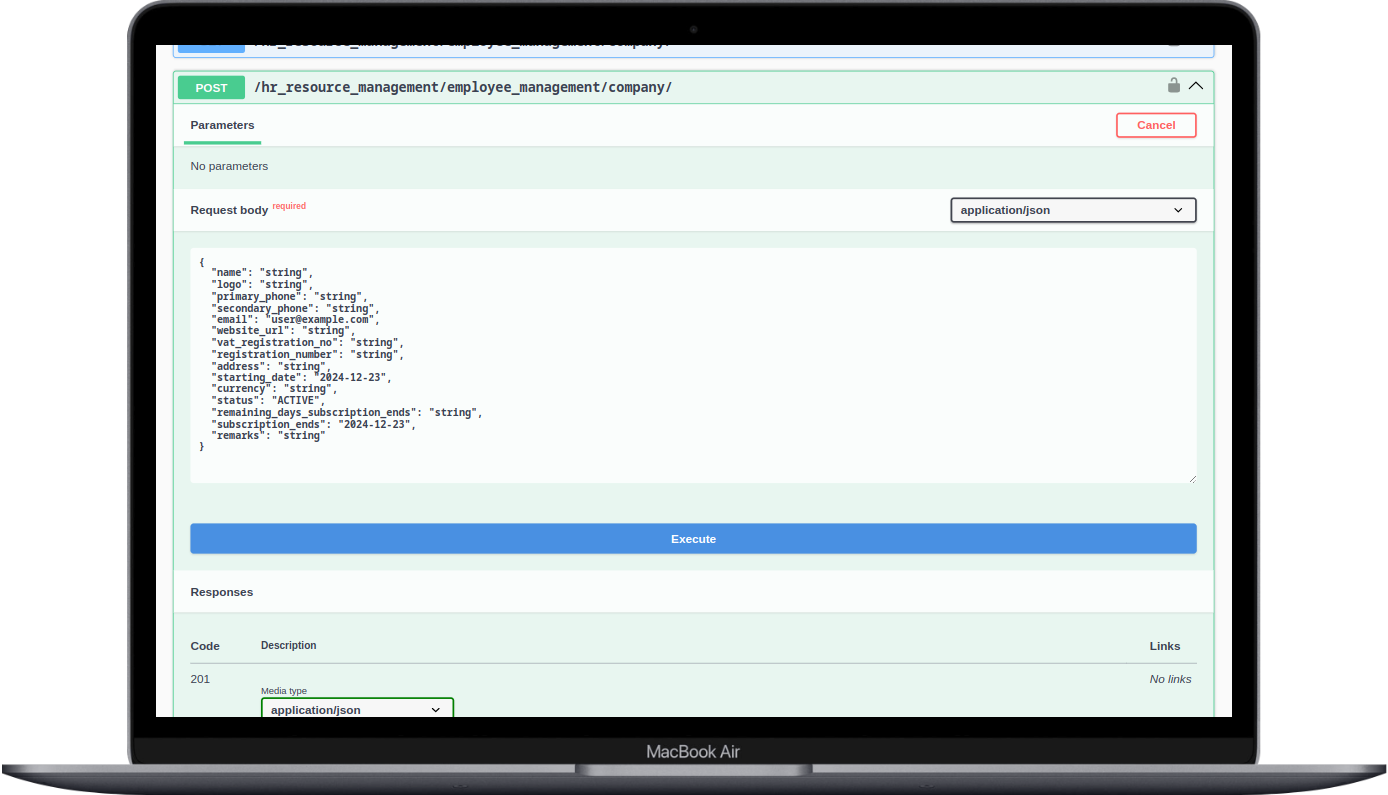 /hr_resource_management/employee_management/company/
POST /hr_resource_management/employee_management/company/
Parameters Cancel
No parameters
Request body required application/json
{
"name": "string",
"logo": "string",
"primary_phone": "string",
"secondary_phone": "string",
"email": "user@example.com",
"website_url": "string",
"vat_registration_no": "string",
"registration_number": "string",
"address": "string",
"starting_date": "2024-12-23",
"currency": "string",
"status": "ACTIVE",
"remaining_days_subscription_ends": "string",
"subscription_ends": "2024-12-23",
"remarks": "string"
}
Execute
Responses
Code Description Links
201 No links
Media type
application/json
MacBook Air